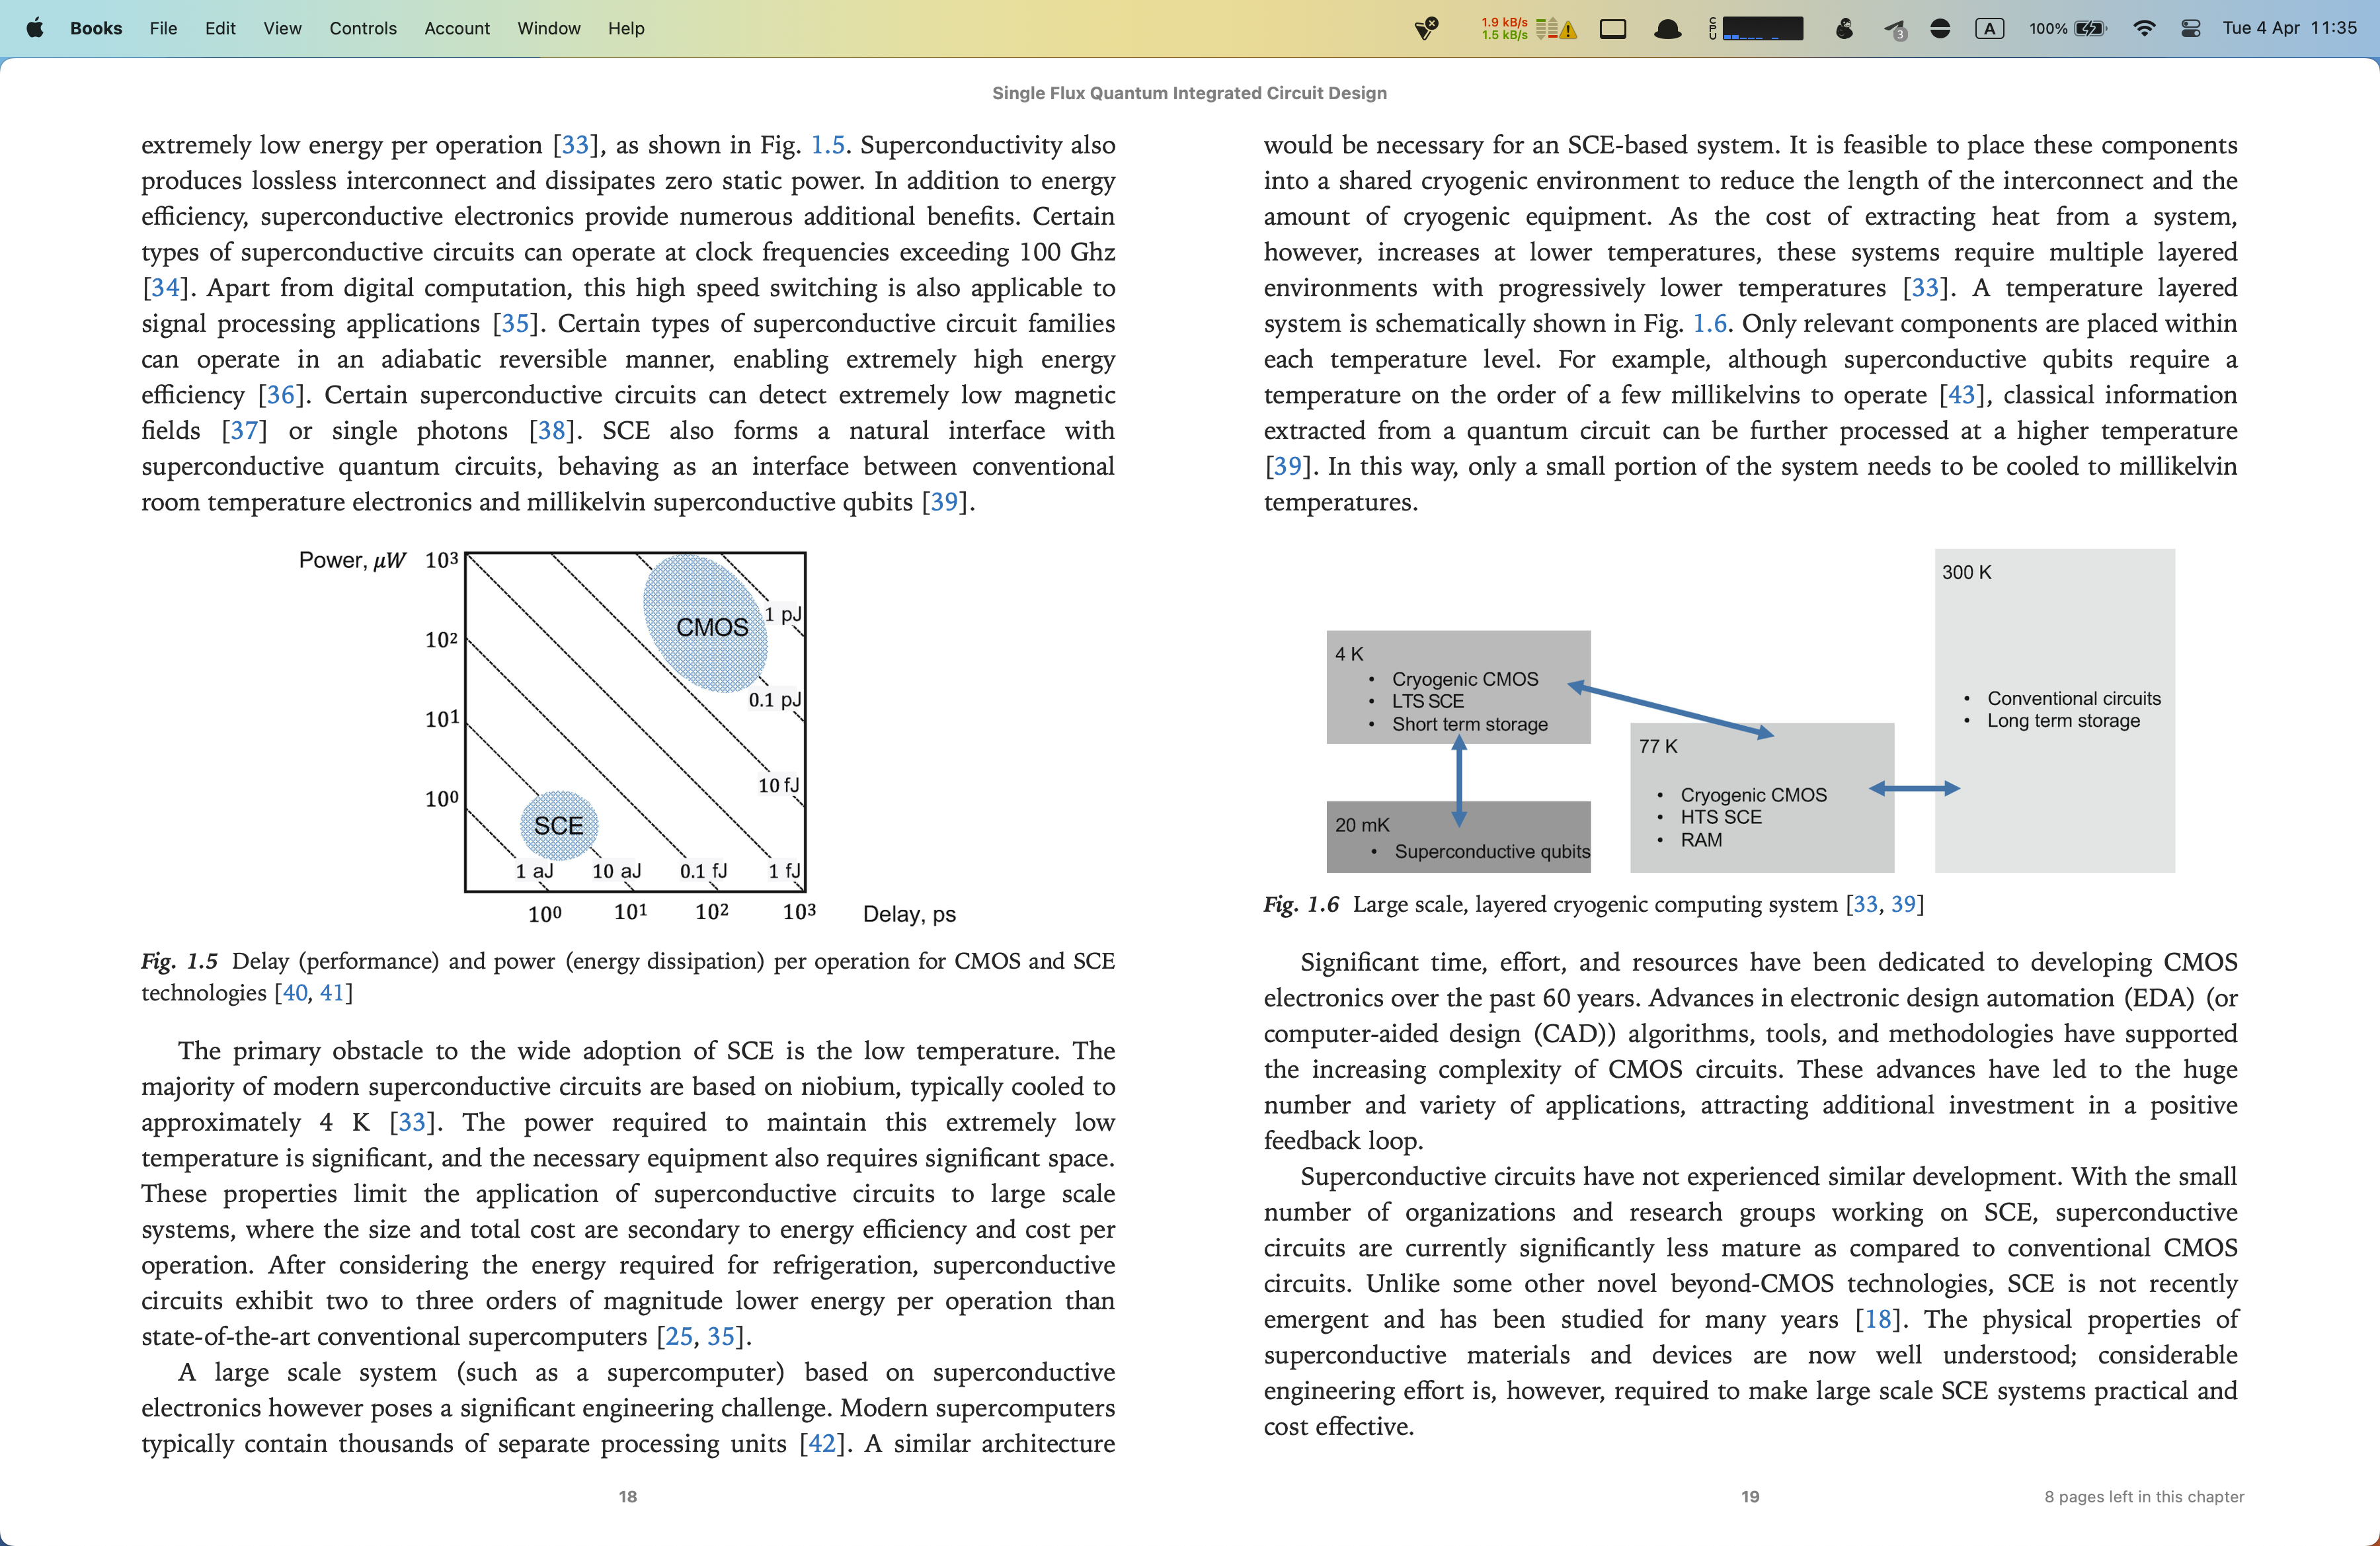 Books File Edit View Controls Account Window Help
1.9 kB/s
1.5 kB/s
CPU
3
A
100%
Tue 4 Apr 11:35
Single Flux Quantum Integrated Circuit Design
extremely low energy per operation [33], as shown in Fig. 1.5. Superconductivity also
produces lossless interconnect and dissipates zero static power. In addition to energy
efficiency, superconductive electronics provide numerous additional benefits. Certain
types of superconductive circuits can operate at clock frequencies exceeding 100 Ghz
[34]. Apart from digital computation, this high speed switching is also applicable to
signal processing applications [35]. Certain types of superconductive circuit families
can operate in an adiabatic reversible manner, enabling extremely high energy
efficiency [36]. Certain superconductive circuits can detect extremely low magnetic
fields [37] or single photons [38]. SCE also forms a natural interface with
superconductive quantum circuits, behaving as an interface between conventional
room temperature electronics and millikelvin superconductive qubits [39].
Power, μW
10³
10²
10¹
10⁰
CMOS
SCE
1 pJ
0.1 pJ
10 fJ
1 aJ 10 aJ 0.1 fJ 1 fJ
10⁰ 10¹ 10² 10³ Delay, ps
Fig. 1.5 Delay (performance) and power (energy dissipation) per operation for CMOS and SCE
technologies [40, 41]
The primary obstacle to the wide adoption of SCE is the low temperature. The
majority of modern superconductive circuits are based on niobium, typically cooled to
approximately 4 K [33]. The power required to maintain this extremely low
temperature is significant, and the necessary equipment also requires significant space.
These properties limit the application of superconductive circuits to large scale
systems, where the size and total cost are secondary to energy efficiency and cost per
operation. After considering the energy required for refrigeration, superconductive
circuits exhibit two to three orders of magnitude lower energy per operation than
state-of-the-art conventional supercomputers [25, 35].
A large scale system (such as a supercomputer) based on superconductive
electronics however poses a significant engineering challenge. Modern supercomputers
typically contain thousands of separate processing units [42]. A similar architecture
18
would be necessary for an SCE-based system. It is feasible to place these components
into a shared cryogenic environment to reduce the length of the interconnect and the
amount of cryogenic equipment. As the cost of extracting heat from a system,
however, increases at lower temperatures, these systems require multiple layered
environments with progressively lower temperatures [33]. A temperature layered
system is schematically shown in Fig. 1.6. Only relevant components are placed within
each temperature level. For example, although superconductive qubits require a
temperature on the order of a few millikelvins to operate [43], classical information
extracted from a quantum circuit can be further processed at a higher temperature
[39]. In this way, only a small portion of the system needs to be cooled to millikelvin
temperatures.
4 K
• Cryogenic CMOS
• LTS SCE
• Short term storage
20 mK
• Superconductive qubits
77 K
• Cryogenic CMOS
• HTS SCE
• RAM
300 K
• Conventional circuits
• Long term storage
Fig. 1.6 Large scale, layered cryogenic computing system [33, 39]
Significant time, effort, and resources have been dedicated to developing CMOS
electronics over the past 60 years. Advances in electronic design automation (EDA) (or
computer-aided design (CAD)) algorithms, tools, and methodologies have supported
the increasing complexity of CMOS circuits. These advances have led to the huge
number and variety of applications, attracting additional investment in a positive
feedback loop.
Superconductive circuits have not experienced similar development. With the small
number of organizations and research groups working on SCE, superconductive
circuits are currently significantly less mature as compared to conventional CMOS
circuits. Unlike some other novel beyond-CMOS technologies, SCE is not recently
emergent and has been studied for many years [18]. The physical properties of
superconductive materials and devices are now well understood; considerable
engineering effort is, however, required to make large scale SCE systems practical and
cost effective.
19
8 pages left in this chapter